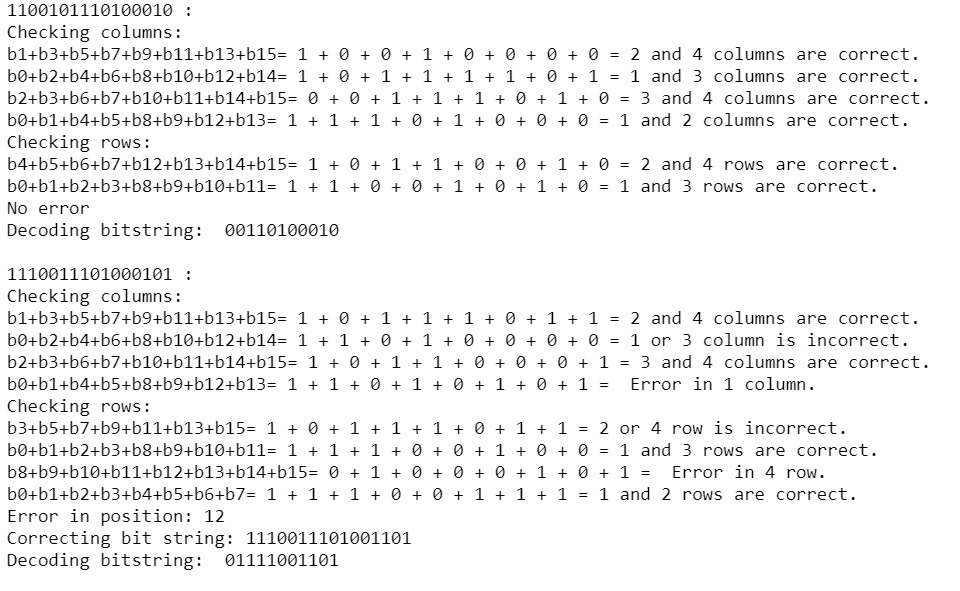 1100101110100010 :
Checking columns:
b1+b3+b5+b7+b9+b11+b13+b15= 1 + 0 + 0 + 1 + 0 + 0 + 0 + 0 = 2 and 4 columns are correct.
b0+b2+b4+b6+b8+b10+b12+b14= 1 + 0 + 1 + 1 + 1 + 1 + 0 + 1 = 1 and 3 columns are correct.
b2+b3+b6+b7+b10+b11+b14+b15= 0 + 0 + 1 + 1 + 1 + 0 + 1 + 0 = 3 and 4 columns are correct.
b0+b1+b4+b5+b8+b9+b12+b13= 1 + 1 + 1 + 0 + 1 + 0 + 0 + 0 = 1 and 2 columns are correct.
Checking rows:
b4+b5+b6+b7+b12+b13+b14+b15= 1 + 0 + 1 + 1 + 0 + 0 + 1 + 0 = 2 and 4 rows are correct.
b0+b1+b2+b3+b8+b9+b10+b11= 1 + 1 + 0 + 0 + 1 + 0 + 1 + 0 = 1 and 3 rows are correct.
No error
Decoding bitstring:  00110100010

1110011101000101 :
Checking columns:
b1+b3+b5+b7+b9+b11+b13+b15= 1 + 0 + 1 + 1 + 1 + 0 + 1 + 1 = 2 and 4 columns are correct.
b0+b2+b4+b6+b8+b10+b12+b14= 1 + 1 + 0 + 1 + 0 + 0 + 0 + 0 = 1 or 3 column is incorrect.
b2+b3+b6+b7+b10+b11+b14+b15= 1 + 0 + 1 + 1 + 0 + 0 + 0 + 1 = 3 and 4 columns are correct.
b0+b1+b4+b5+b8+b9+b12+b13= 1 + 1 + 0 + 1 + 0 + 1 + 0 + 1 =  Error in 1 column.
Checking rows:
b3+b5+b7+b9+b11+b13+b15= 1 + 0 + 1 + 1 + 1 + 0 + 1 + 1 = 2 or 4 row is incorrect.
b0+b1+b2+b3+b8+b9+b10+b11= 1 + 1 + 1 + 0 + 0 + 1 + 0 + 0 = 1 and 3 rows are correct.
b8+b9+b10+b11+b12+b13+b14+b15= 0 + 1 + 0 + 0 + 0 + 1 + 0 + 1 =  Error in 4 row.
b0+b1+b2+b3+b4+b5+b6+b7= 1 + 1 + 1 + 0 + 0 + 1 + 1 + 1 = 1 and 2 rows are correct.
Error in position: 12
Correcting bit string: 1110011101001101
Decoding bitstring:  01111001101